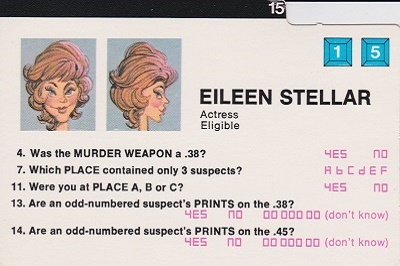 15
1 5
EILEEN STELLAR
Actress
Eligible
4. Was the MURDER WEAPON a .38? YES NO
7. Which PLACE contained only 3 suspects? A b C d E F
11. Were you at PLACE A, B or C? YES NO
13. Are an odd-numbered suspect's PRINTS on the .38?
YES NO 00 00 00 00 (don't know)
14. Are an odd-numbered suspect's PRINTS on the .45?
YES NO 00 00 00 00 (don't know)